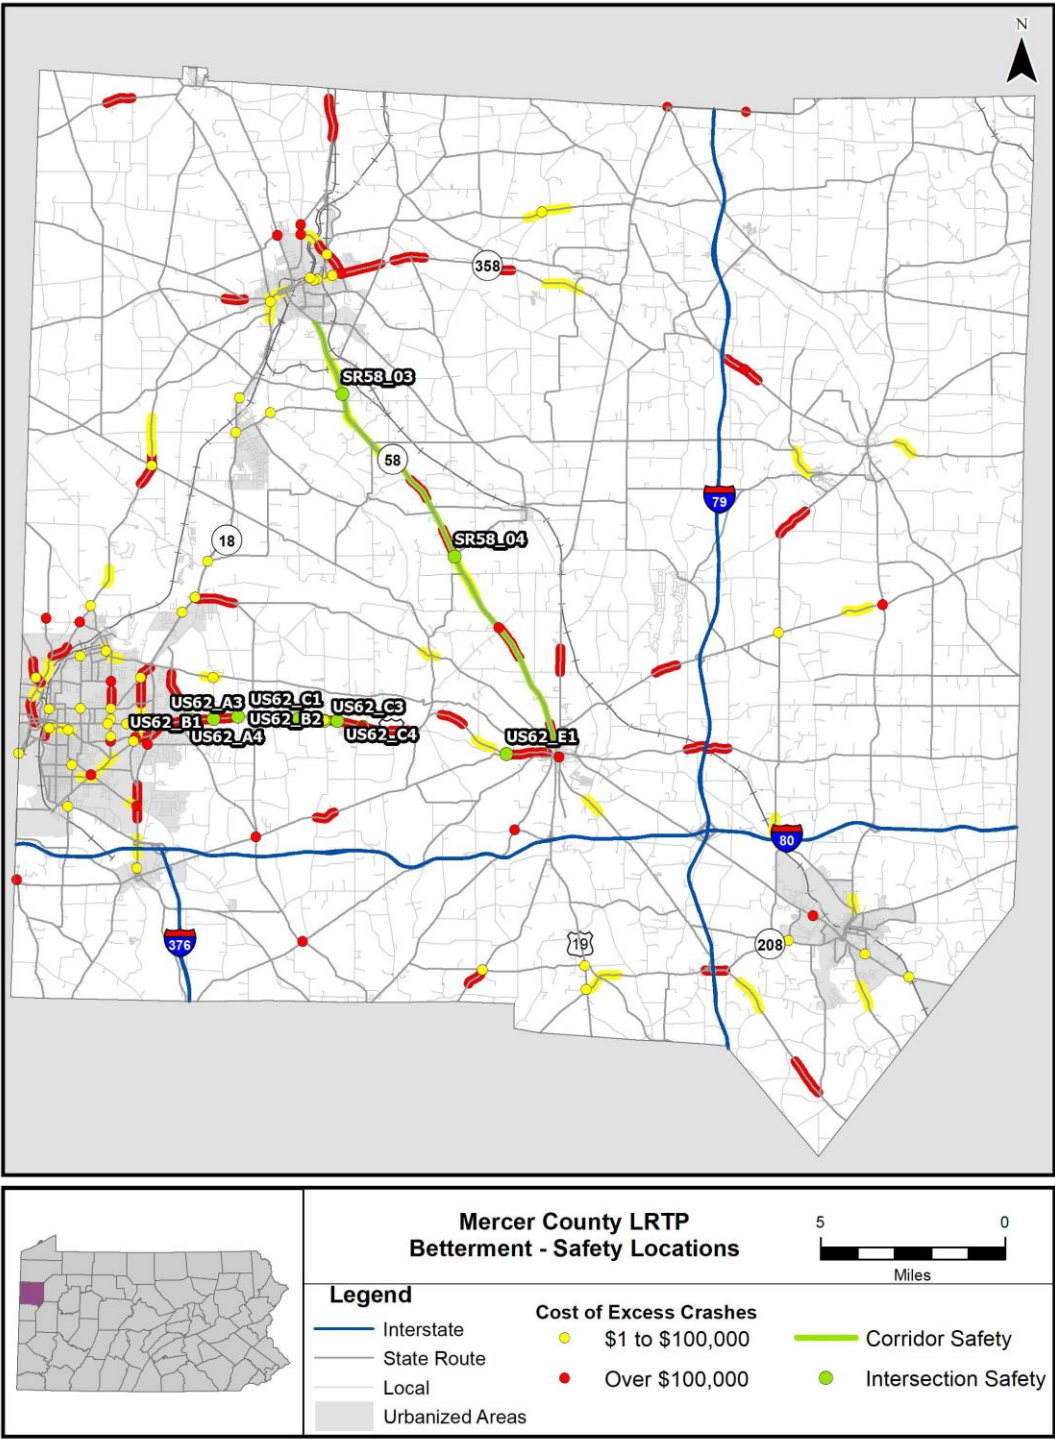 N
358
SR58_03
58
79
18
SR58_04
US62_A3
US62_C1
US62_B1
US62_B2
US62_C3
US62_A4
US62_C4
US62_E1
80
376
19
208
Mercer County LRTP
Betterment - Safety Locations
5 0
Miles
Legend
Interstate
State Route
Local
Urbanized Areas
Cost of Excess Crashes
$1 to $100,000
Over $100,000
Corridor Safety
Intersection Safety